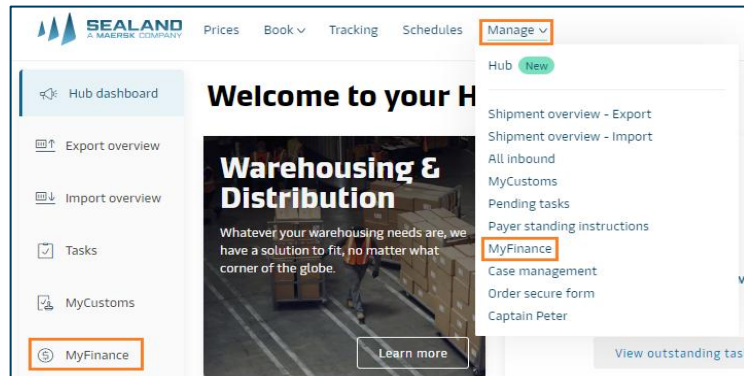 SEALAND
A MAERSK COMPANY
Prices
Book
Tracking
Schedules
Manage
Hub New
Shipment overview - Export
Shipment overview - Import
All inbound
MyCustoms
Pending tasks
Payer standing instructions
MyFinance
Case management
Order secure form
Captain Peter
Hub dashboard
Export overview
Import overview
Tasks
MyCustoms
MyFinance
Welcome to your H
Warehousing &
Distribution
Whatever your warehousing needs are, we
have a solution to fit, no matter what
corner of the globe.
Learn more
View outstanding tas